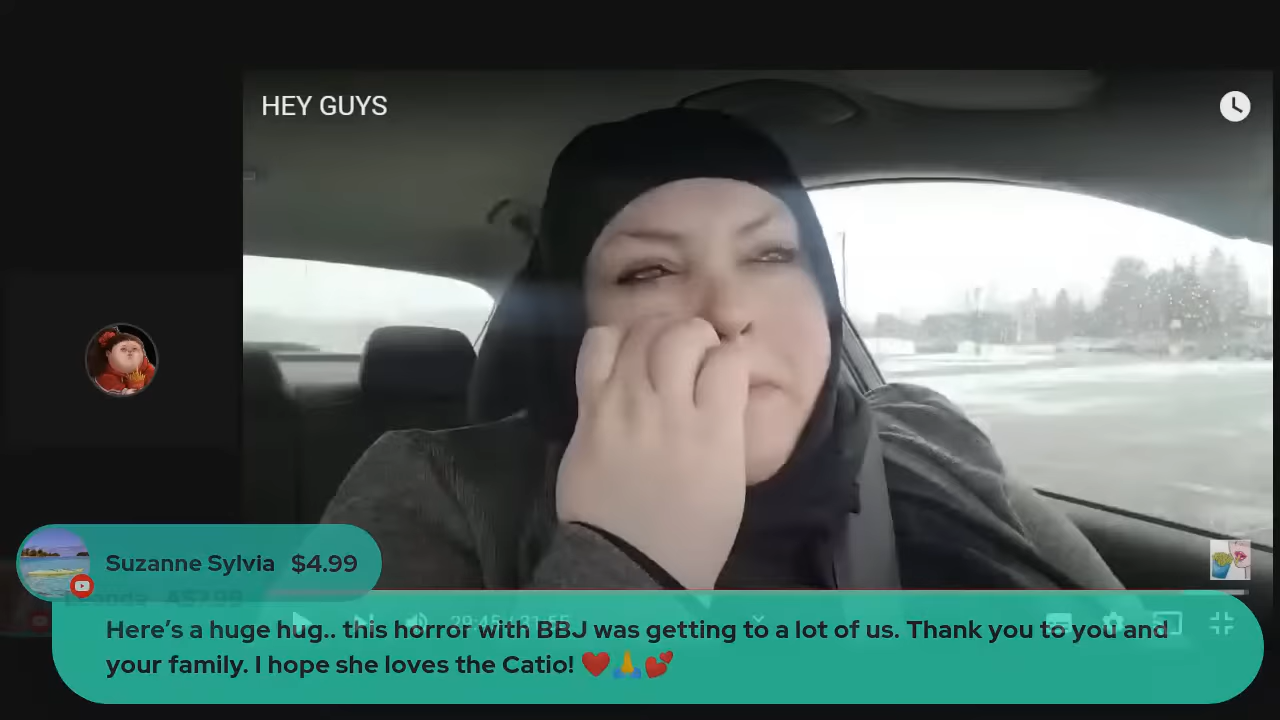 HEY GUYS
Suzanne Sylvia $4.99
Here’s a huge hug.. this horror with BBJ was getting to a lot of us. Thank you to you and
your family. I hope she loves the Catio! ❤️🙏💕